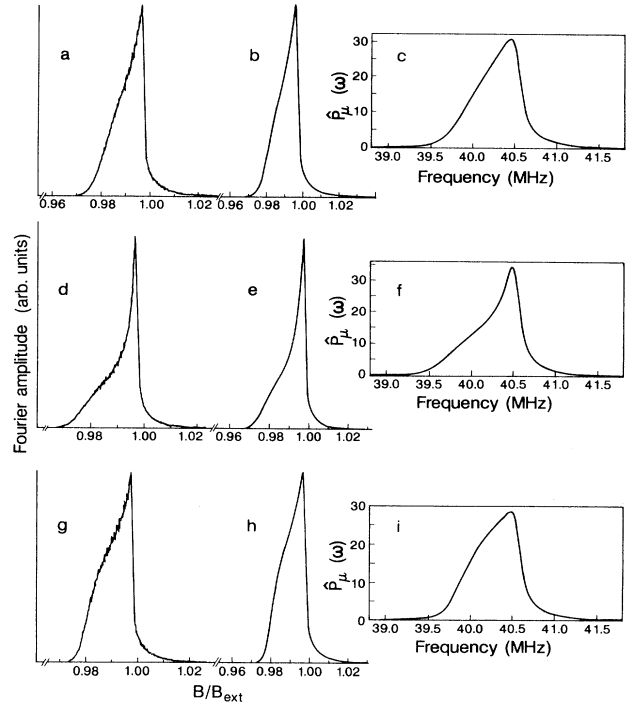 a
b
c
30
20
10
0
P̂μ (ω)
39.0 39.5 40.0 40.5 41.0 41.5
Frequency (MHz)
0.96 0.98 1.00 1.02 0.96 0.98 1.00 1.02
Fourier amplitude (arb. units)
d
e
f
30
20
10
0
P̂μ (ω)
39.0 39.5 40.0 40.5 41.0 41.5
Frequency (MHz)
0.98 1.00 1.02 0.96 0.98 1.00 1.02
g
h
i
30
20
10
0
P̂μ (ω)
39.0 39.5 40.0 40.5 41.0 41.5
Frequency (MHz)
0.98 1.00 1.02 0.96 0.98 1.00 1.02
B/Bext